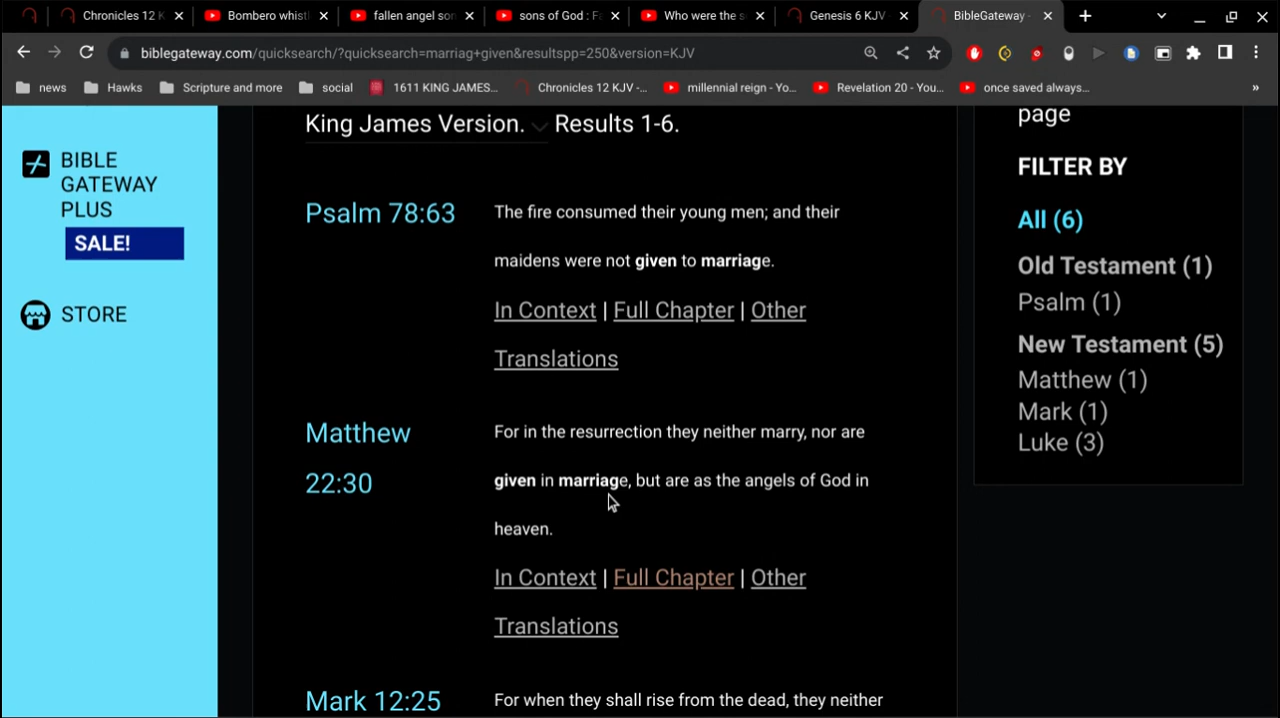 Chronicles 12 K
Bombero whistl
fallen angel son
sons of God : Fa
Who were the s
Genesis 6 KJV -
BibleGateway -
biblegateway.com/quicksearch/?quicksearch=marriag+given&resultspp=250&version=KJV
news
Hawks
Scripture and more
social
1611 KING JAMES...
Chronicles 12 KJV -...
millennial reign - Yo...
Revelation 20 - You...
once saved always...
»
BIBLE
GATEWAY
PLUS
SALE!
STORE
King James Version. Results 1-6.
Psalm 78:63
The fire consumed their young men; and their
maidens were not given to marriage.
In Context | Full Chapter | Other
Translations
Matthew
22:30
For in the resurrection they neither marry, nor are
given in marriage, but are as the angels of God in
heaven.
In Context | Full Chapter | Other
Translations
Mark 12:25
For when they shall rise from the dead, they neither
page
FILTER BY
All (6)
Old Testament (1)
Psalm (1)
New Testament (5)
Matthew (1)
Mark (1)
Luke (3)